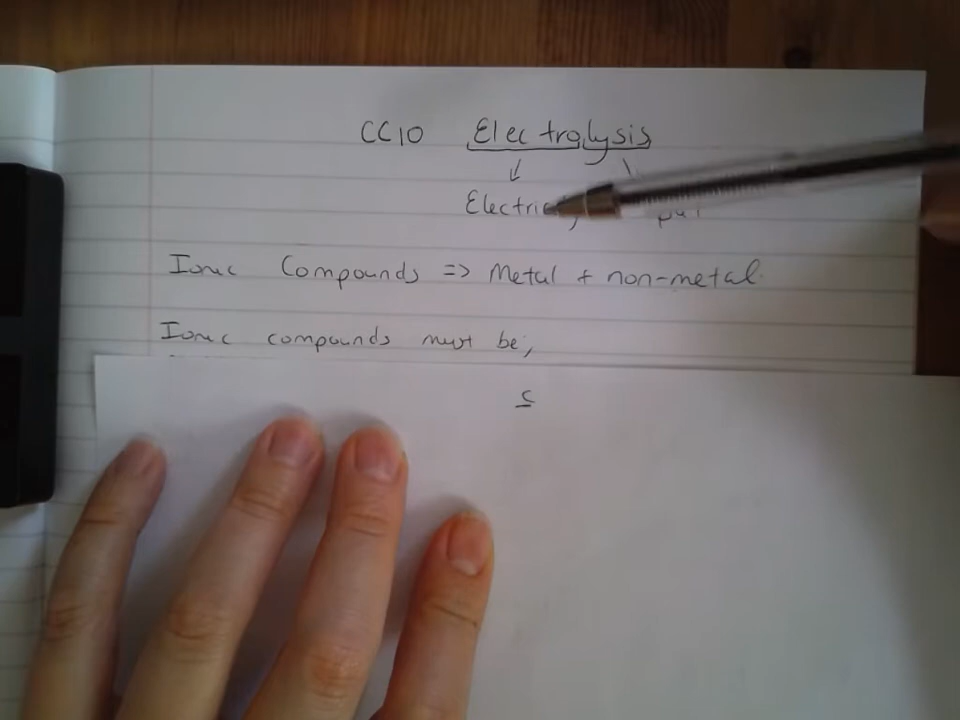 CC10 Electrolysis
Ionic Compounds => Metal + non-metal.
Ionic compounds must be;
c